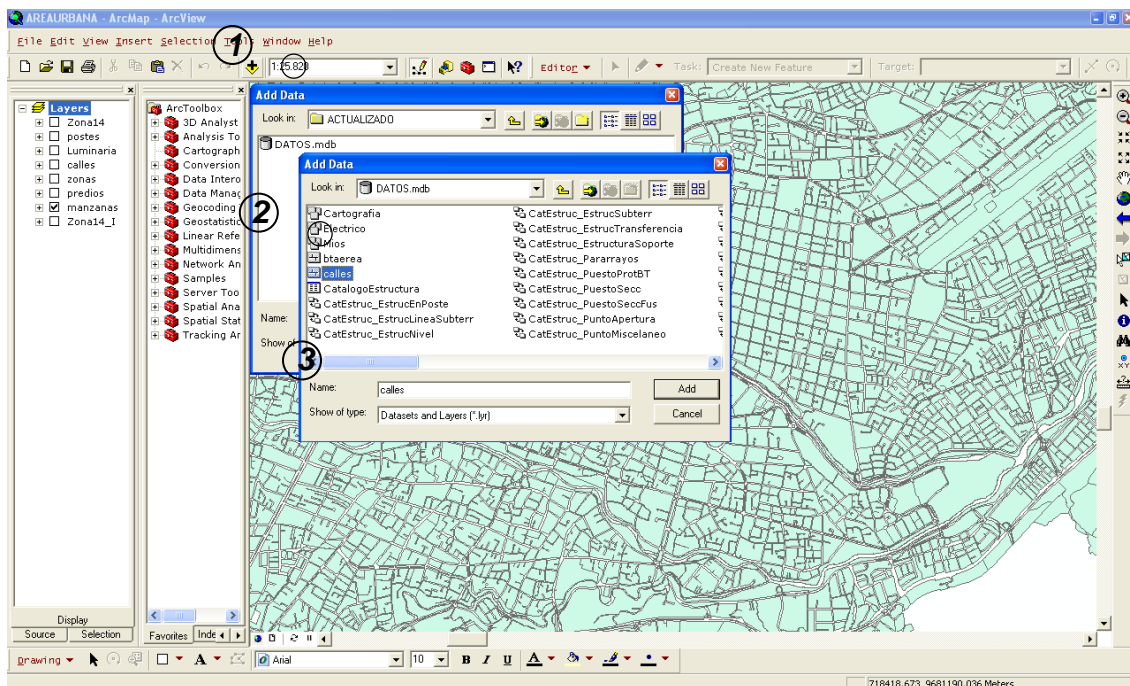 AREAURBANA - ArcMap - ArcView
File Edit View Insert Selection Tools Window Help
1
1:25.820
Editor
Task:
Create New Feature
Target:
Layers
Zona14
postes
Luminaria
calles
zonas
predios
manzanas
Zona14_I
Display
Source
Selection
ArcToolbox
3D Analyst
Analysis To
Cartograph
Conversion
Data Intero
Data Manag
Geocoding
Geostatistic
Linear Refe
Multidimens
Network An
Samples
Server Too
Spatial Ana
Spatial Stat
Tracking Ar
Favorites
Inde
2
Add Data
Look in:
ACTUALIZADO
DATOS.mdb
Name:
Show of
3
Add Data
Look in:
DATOS.mdb
Cartografia
Electrico
Mios
btaerea
calles
CatalogoEstructura
CatEstruc_EstrucEnPoste
CatEstruc_EstrucLineaSubterr
CatEstruc_EstrucNivel
CatEstruc_EstrucSubterr
CatEstruc_EstrucTransferencia
CatEstruc_EstructuraSoporte
CatEstruc_Pararrayos
CatEstruc_PuestoProtBT
CatEstruc_PuestoSecc
CatEstruc_PuestoSeccFus
CatEstruc_PuntoApertura
CatEstruc_PuntoMiscelaneo
Name:
calles
Add
Show of type:
Datasets and Layers (*.lyr)
Cancel
XY
Drawing
A
Arial
10
B I U
A
718418.673 9681190.036 Meters